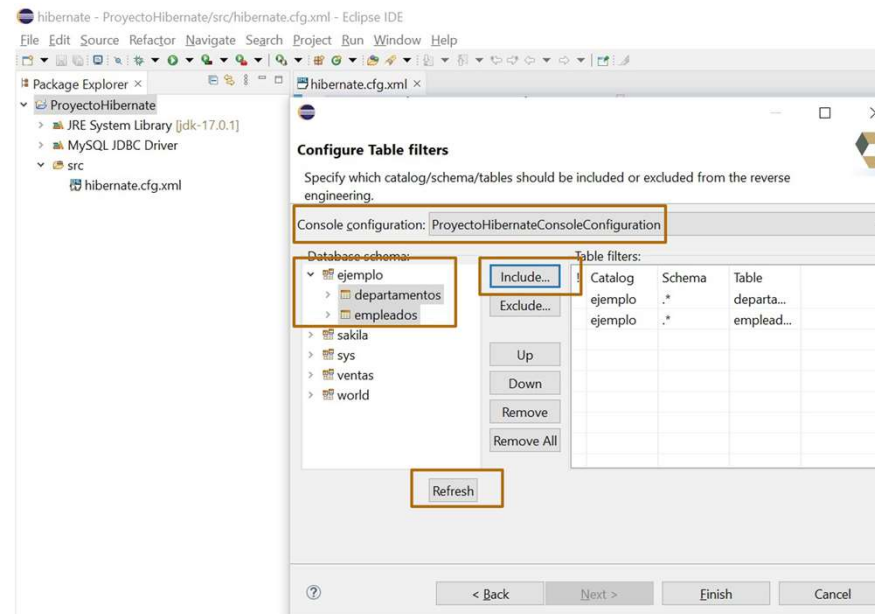 hibernate - ProyectoHibernate/src/hibernate.cfg.xml - Eclipse IDE
File Edit Source Refactor Navigate Search Project Run Window Help
Package Explorer
hibernate.cfg.xml
ProyectoHibernate
JRE System Library [jdk-17.0.1]
MySQL JDBC Driver
src
hibernate.cfg.xml
Configure Table filters
Specify which catalog/schema/tables should be included or excluded from the reverse
engineering.
Console configuration: ProyectoHibernateConsoleConfiguration
Database schema:
ejemplo
departamentos
empleados
sakila
sys
ventas
world
Include...
Exclude...
Up
Down
Remove
Remove All
Refresh
Table filters:
! Catalog Schema Table
ejemplo .* departa...
ejemplo .* emplead...
< Back Next > Finish Cancel